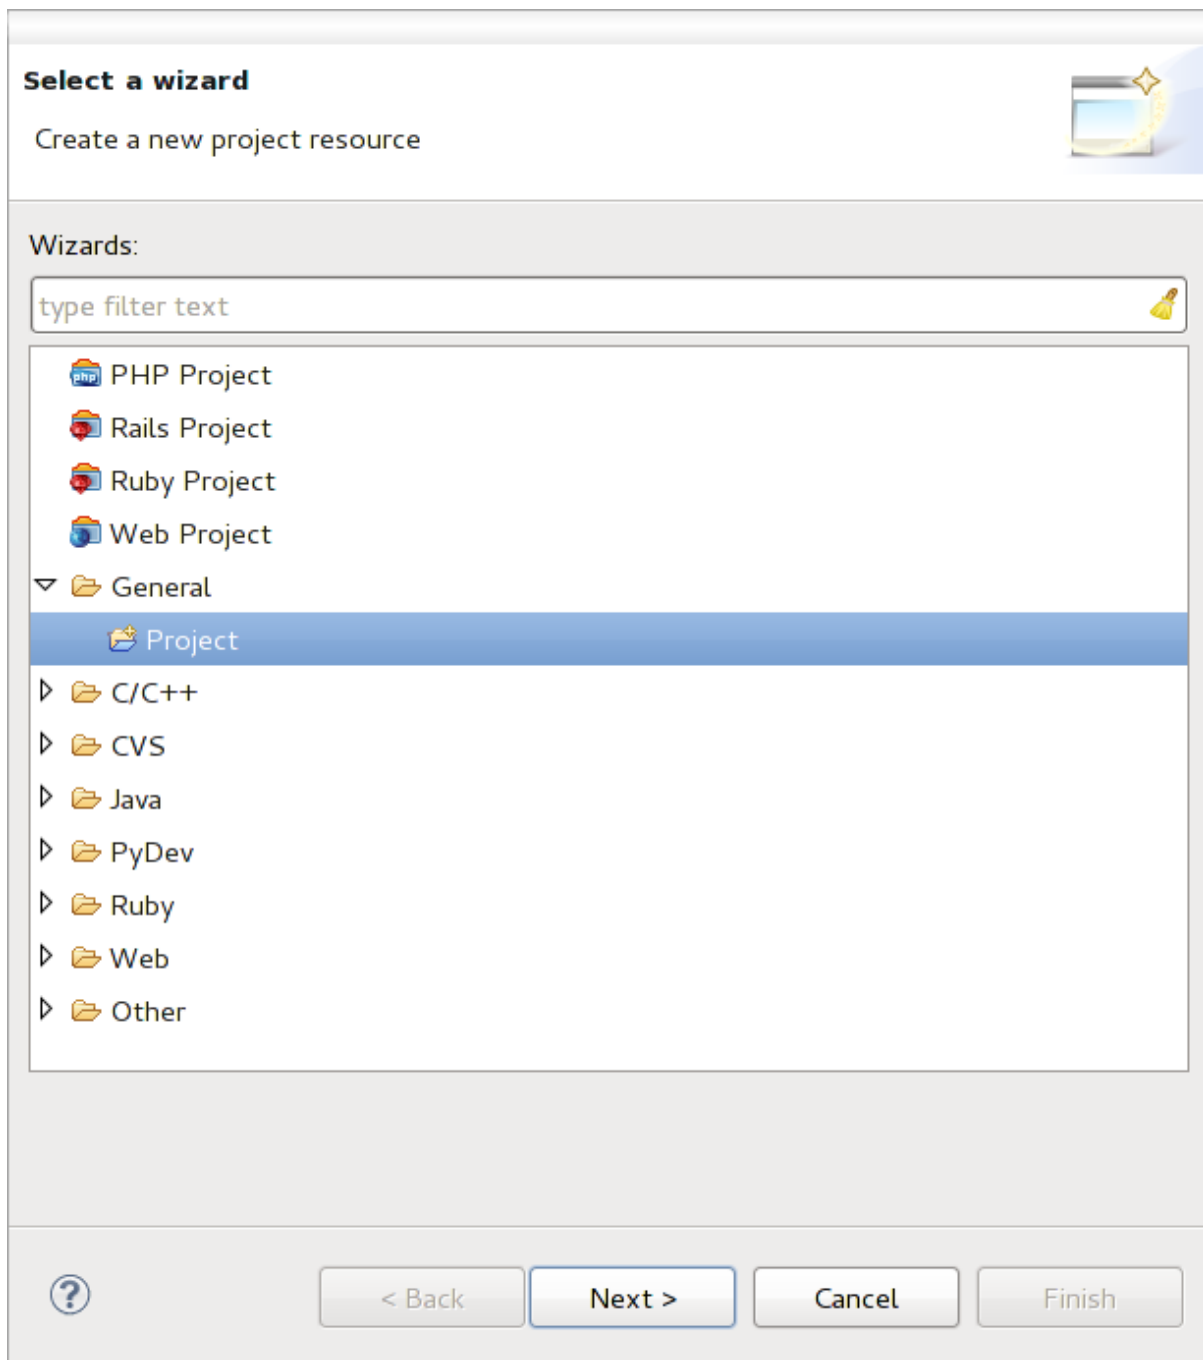 Select a wizard
Create a new project resource
Wizards:
type filter text
php PHP Project
Rails Project
Ruby Project
Web Project
General
Project
C/C++
CVS
Java
PyDev
Ruby
Web
Other
? < Back Next > Cancel Finish